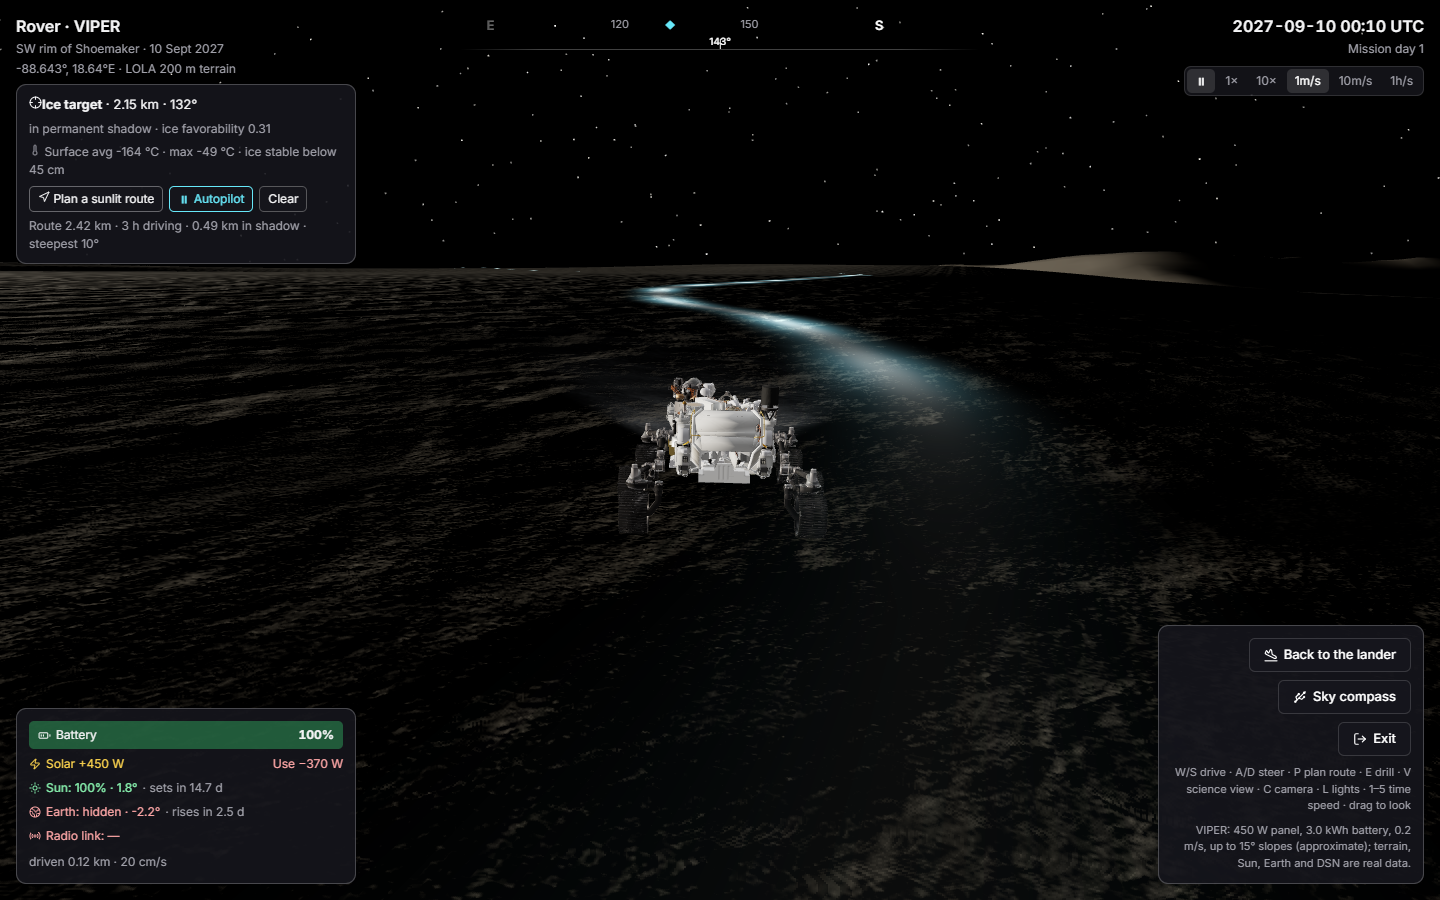 Rover · VIPER
SW rim of Shoemaker · 10 Sept 2027
-88.643°, 18.64°E · LOLA 200 m terrain
Ice target · 2.15 km · 132°
in permanent shadow · ice favorability 0.31
Surface avg -164 °C · max -49 °C · ice stable below
45 cm
Plan a sunlit route
Autopilot
Clear
Route 2.42 km · 3 h driving · 0.49 km in shadow ·
steepest 10°
E
120
150
S
143°
2027-09-10 00:10 UTC
Mission day 1
1× 10× 1m/s 10m/s 1h/s
Battery 100%
Solar +450 W Use −370 W
Sun: 100% · 1.8° · sets in 14.7 d
Earth: hidden · -2.2° · rises in 2.5 d
Radio link: —
driven 0.12 km · 20 cm/s
Back to the lander
Sky compass
Exit
W/S drive · A/D steer · P plan route · E drill · V
science view · C camera · L lights · 1–5 time
speed · drag to look
VIPER: 450 W panel, 3.0 kWh battery, 0.2
m/s, up to 15° slopes (approximate); terrain,
Sun, Earth and DSN are real data.